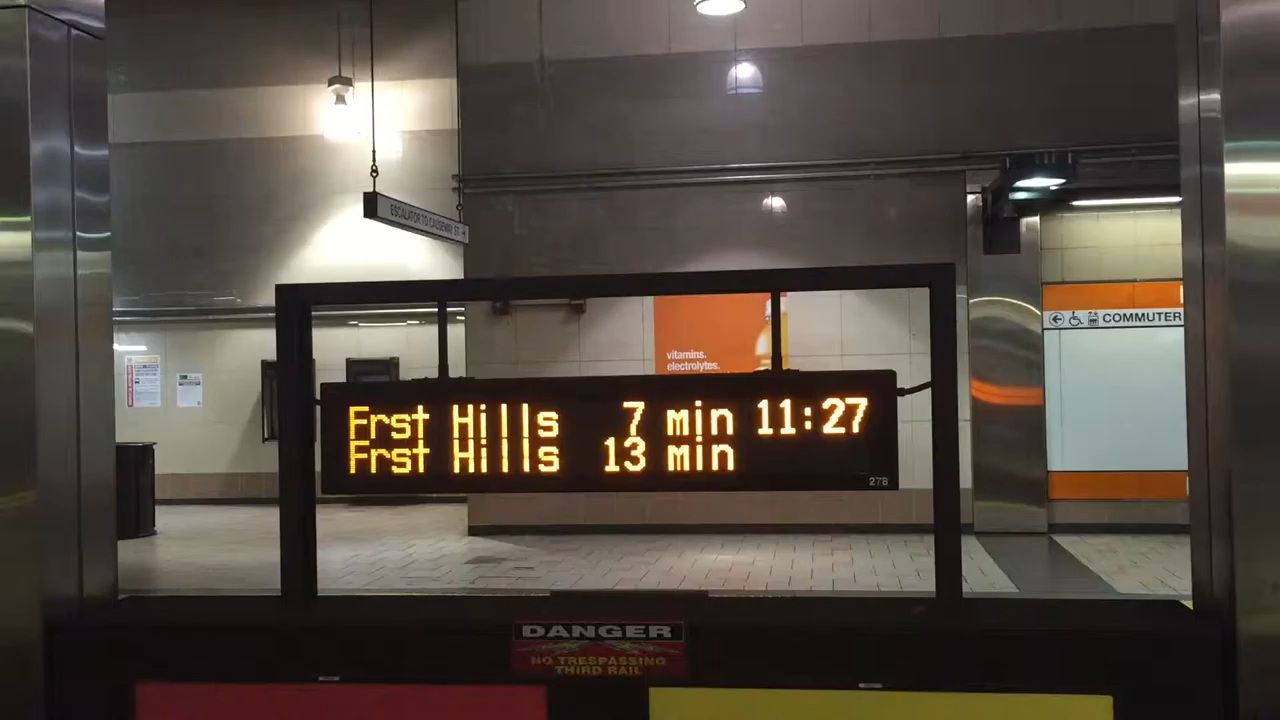 ESCALATOR TO CAUSEWAY ST.
vitamins.
electrolytes.
COMMUTER
Frst Hills 7 min 11:27
Frst Hills 13 min
278
DANGER
NO TRESPASSING
THIRD RAIL